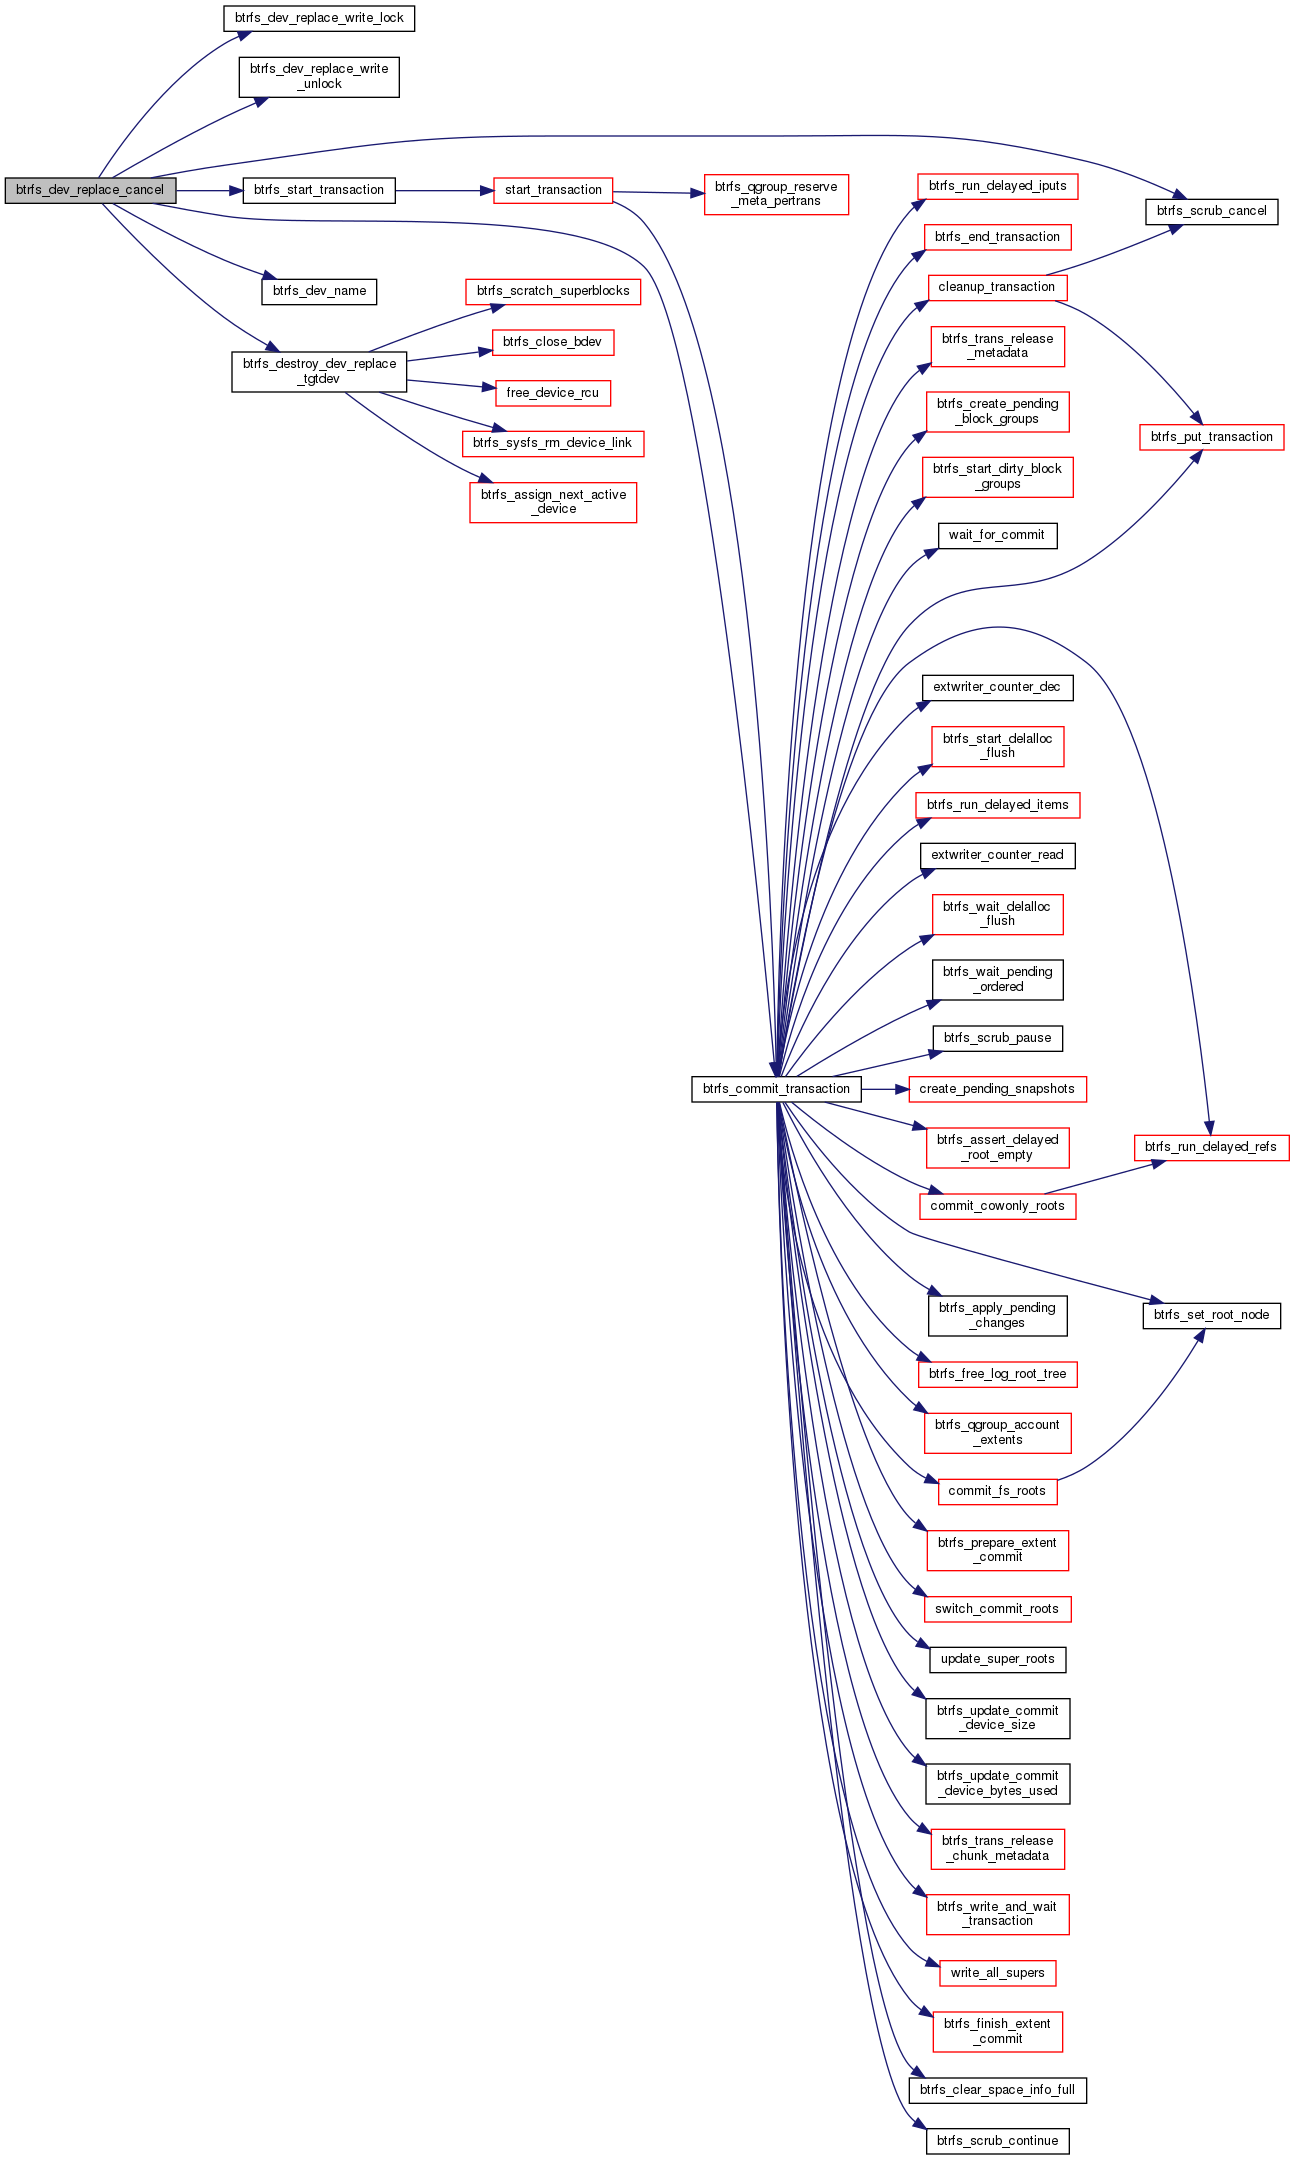 btrfs_dev_replace_write_lock
btrfs_dev_replace_write
_unlock
btrfs_dev_replace_cancel
btrfs_start_transaction
btrfs_dev_name
btrfs_destroy_dev_replace
_tgtdev
start_transaction
btrfs_scratch_superblocks
btrfs_close_bdev
free_device_rcu
btrfs_sysfs_rm_device_link
btrfs_assign_next_active
_device
btrfs_qgroup_reserve
_meta_pertrans
btrfs_commit_transaction
btrfs_run_delayed_iputs
btrfs_end_transaction
cleanup_transaction
btrfs_trans_release
_metadata
btrfs_create_pending
_block_groups
btrfs_start_dirty_block
_groups
wait_for_commit
extwriter_counter_dec
btrfs_start_delalloc
_flush
btrfs_run_delayed_items
extwriter_counter_read
btrfs_wait_delalloc
_flush
btrfs_wait_pending
_ordered
btrfs_scrub_pause
create_pending_snapshots
btrfs_assert_delayed
_root_empty
commit_cowonly_roots
btrfs_apply_pending
_changes
btrfs_free_log_root_tree
btrfs_qgroup_account
_extents
commit_fs_roots
btrfs_prepare_extent
_commit
switch_commit_roots
update_super_roots
btrfs_update_commit
_device_size
btrfs_update_commit
_device_bytes_used
btrfs_trans_release
_chunk_metadata
btrfs_write_and_wait
_transaction
write_all_supers
btrfs_finish_extent
_commit
btrfs_clear_space_info_full
btrfs_scrub_continue
btrfs_scrub_cancel
btrfs_put_transaction
btrfs_run_delayed_refs
btrfs_set_root_node